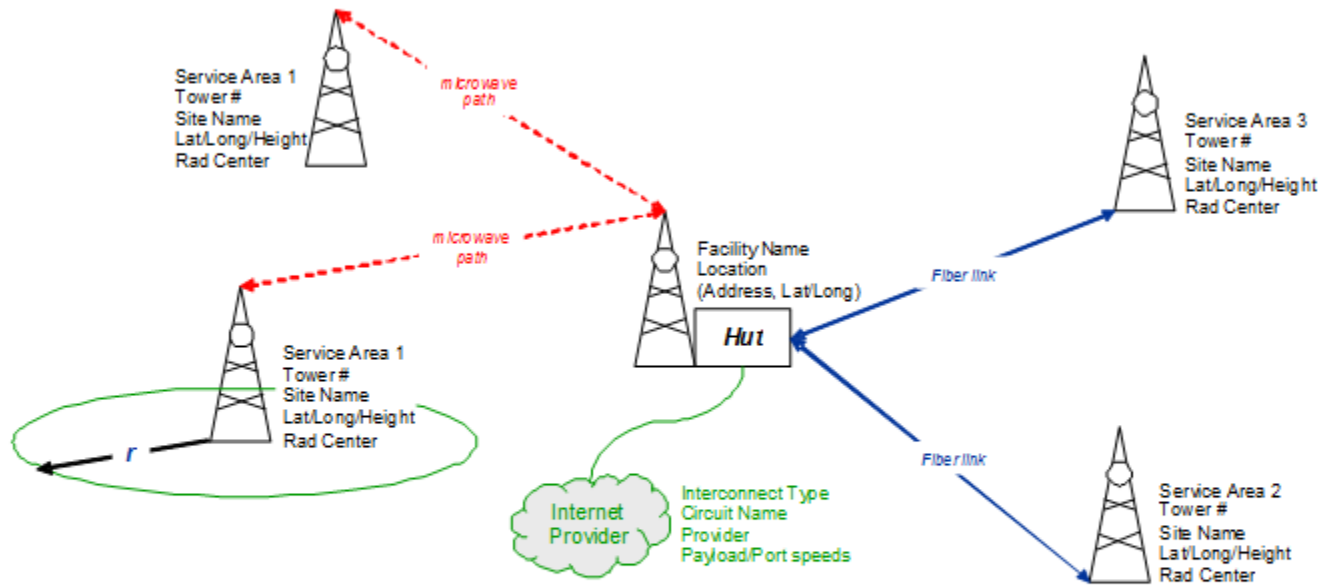 Service Area 1
Tower #
Site Name
Lat/Long/Height
Rad Center
microwave
path
Service Area 3
Tower #
Site Name
Lat/Long/Height
Rad Center
microwave
path
Facility Name
Location
(Address, Lat/Long)
Hut
Fiber link
Service Area 1
Tower #
Site Name
Lat/Long/Height
Rad Center
r
Fiber link
Internet
Provider
Interconnect Type
Circuit Name
Provider
Payload/Port speeds
Service Area 2
Tower #
Site Name
Lat/Long/Height
Rad Center